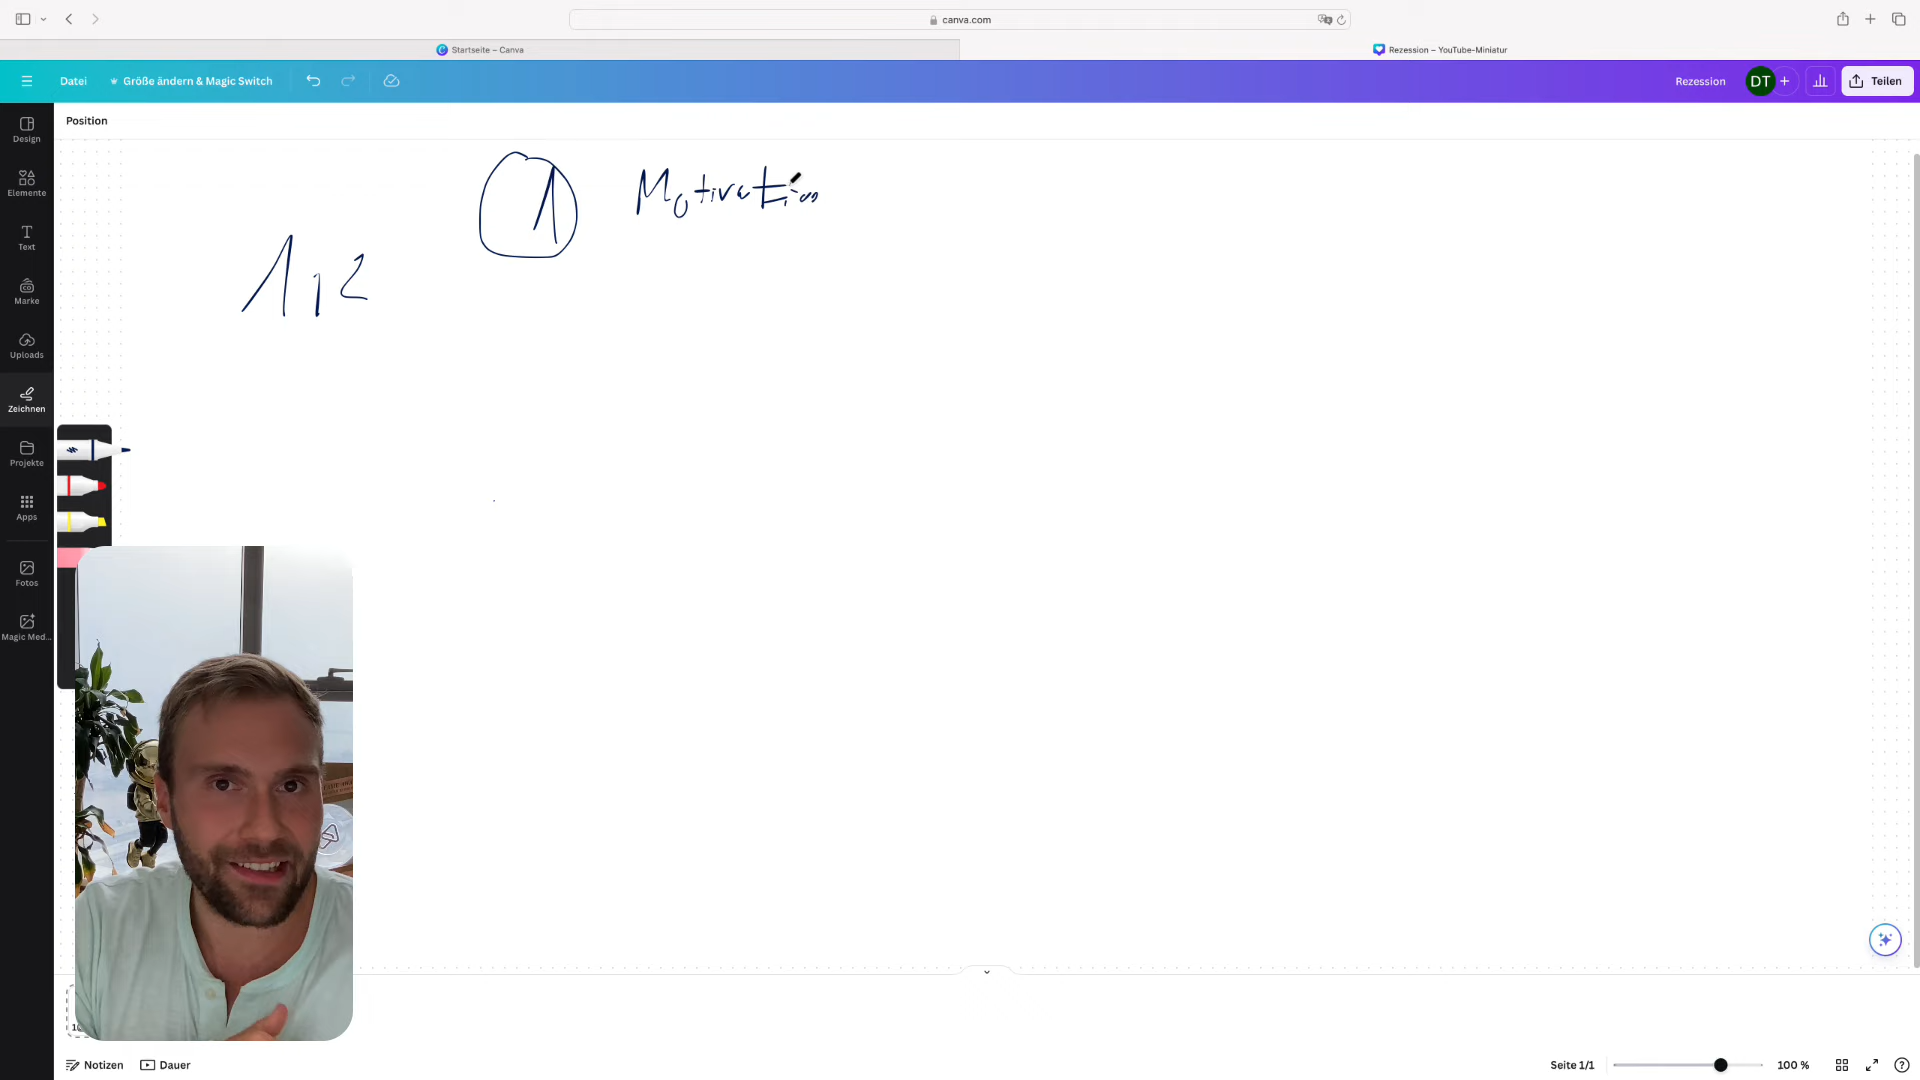 canva.com
Startseite – Canva
Rezession – YouTube-Miniatur
Datei
Größe ändern & Magic Switch
Rezession
DT
Teilen
Position
Design
Elemente
Text
Marke
Uploads
Zeichnen
Projekte
Apps
Fotos
Magic Med...
1 Motivation
1,2
Notizen
Dauer
Seite 1/1
100 %